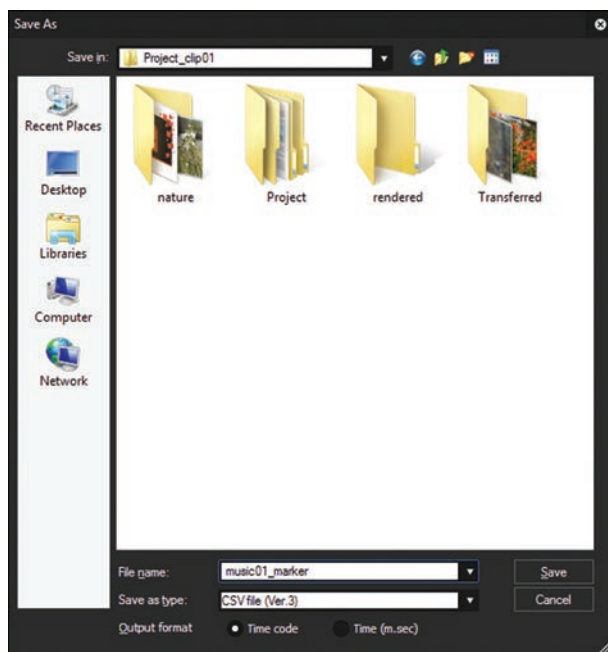 Save As
Save in: Project_clip01
Recent Places
Desktop
Libraries
Computer
Network
nature Project rendered Transferred
File name: music01_marker Save
Save as type: CSV file (Ver.3) Cancel
Output format Time code Time (m.sec)